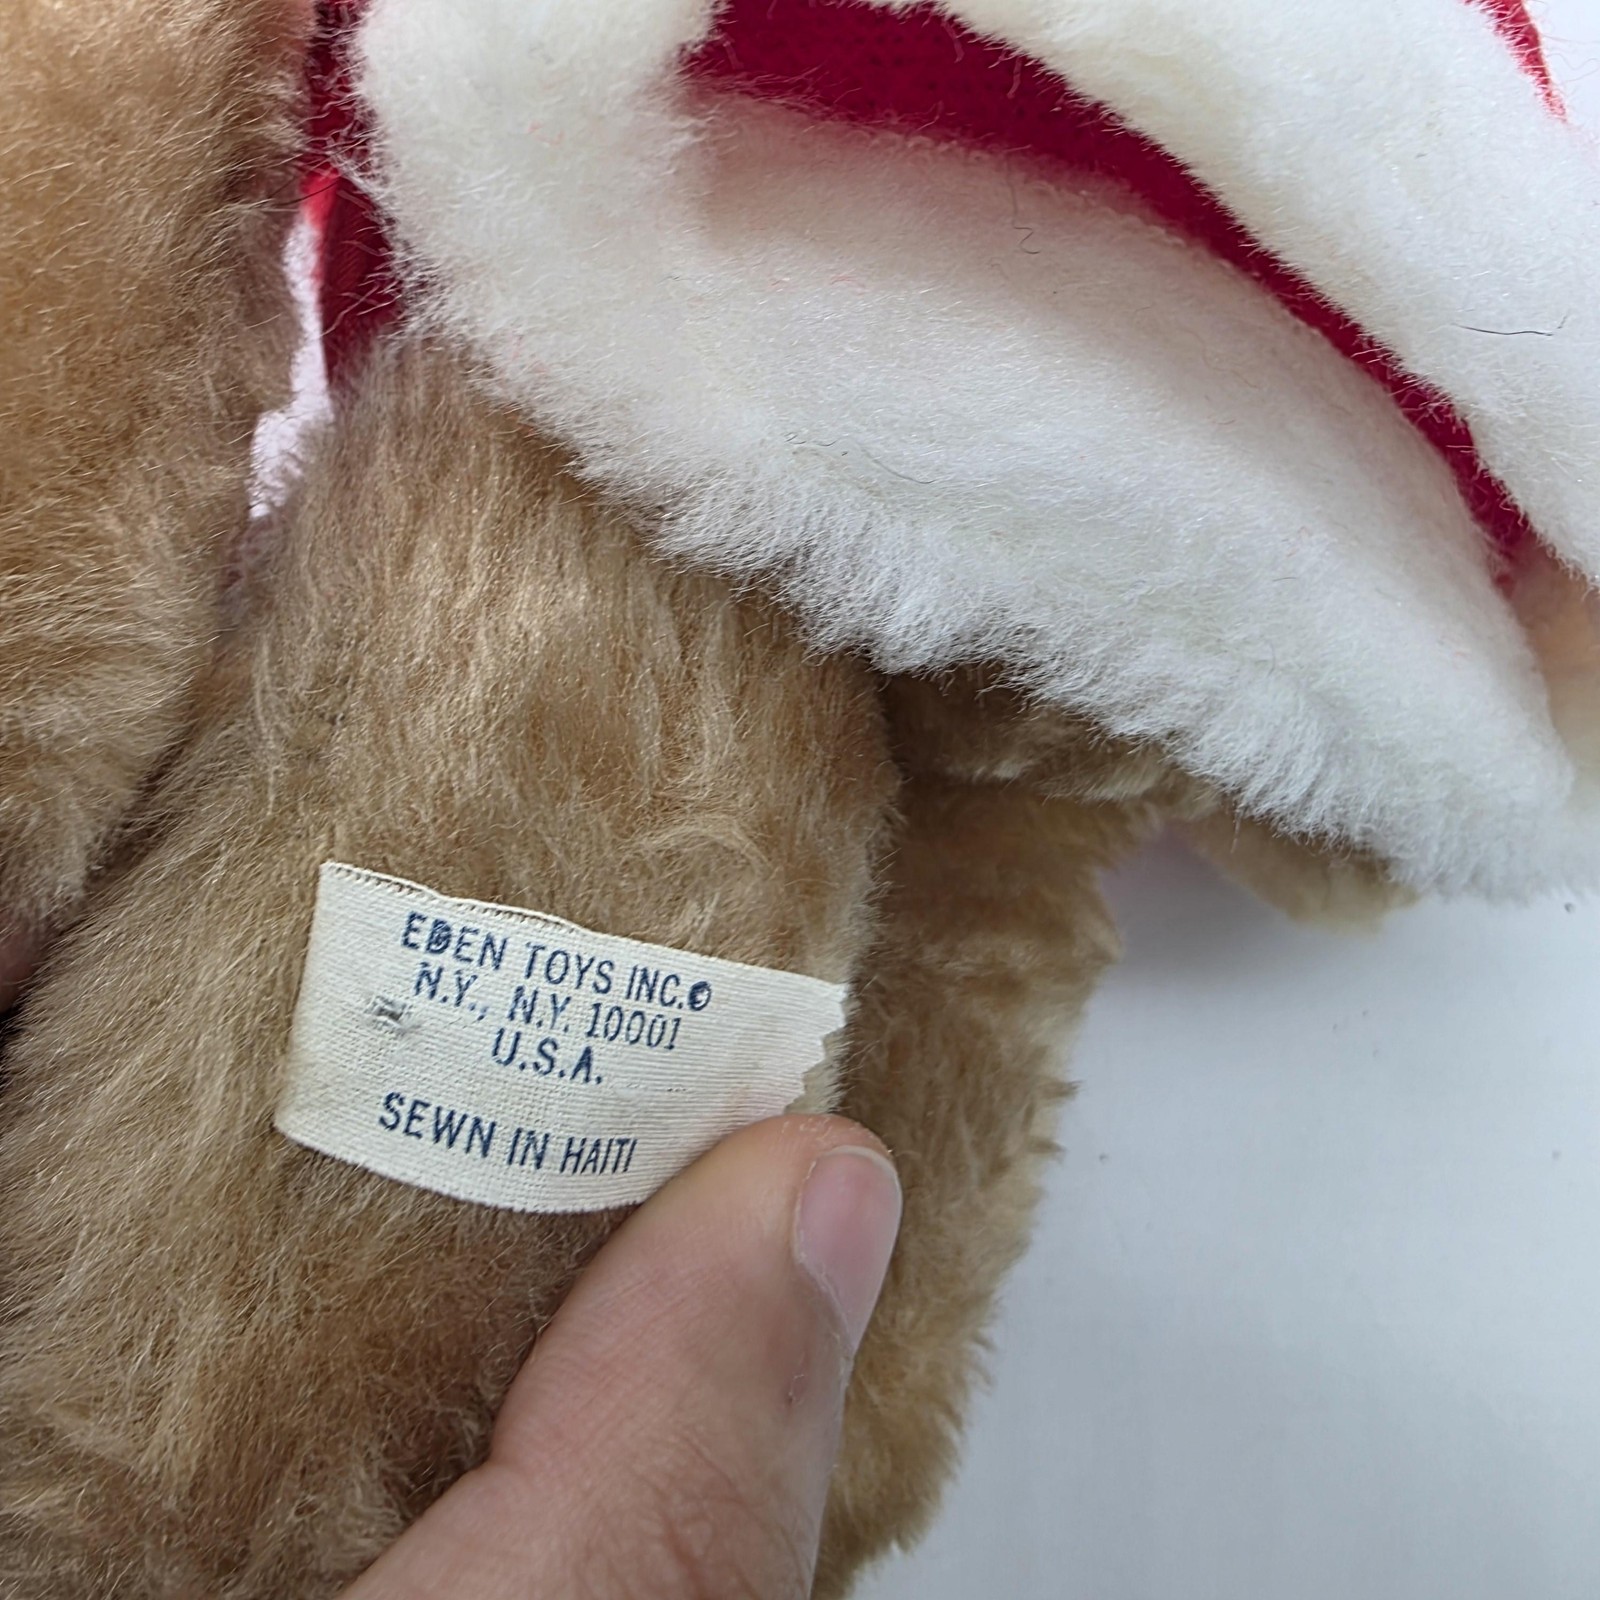 EDEN TOYS INC.©
N.Y., N.Y. 10001
U.S.A.
SEWN IN HAITI